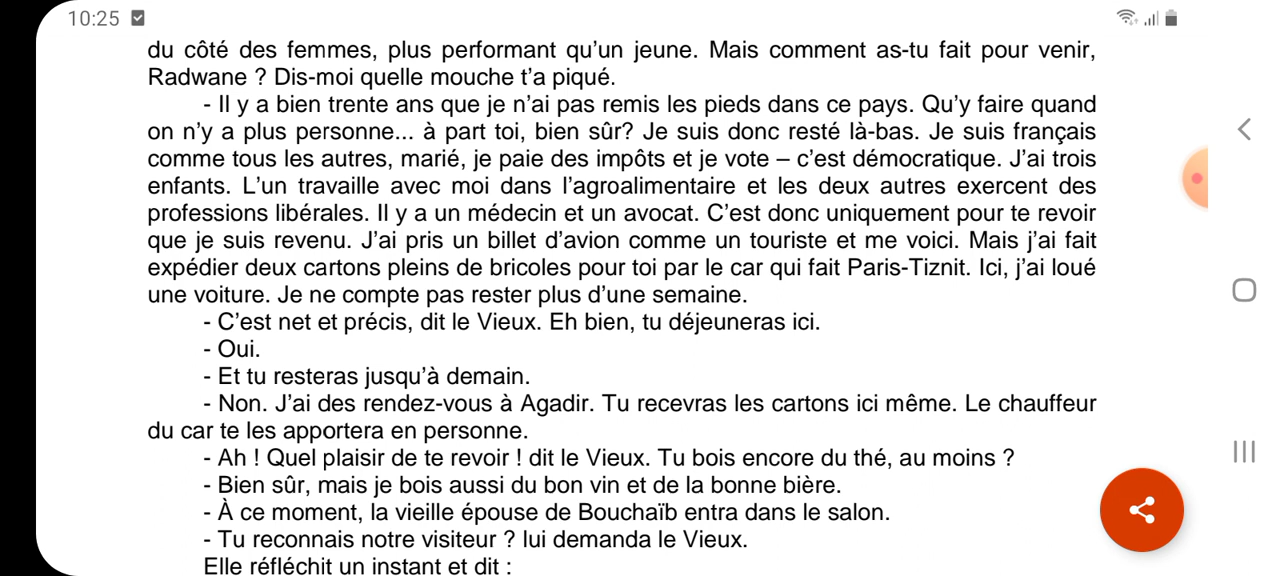 10:25
du côté des femmes, plus performant qu'un jeune. Mais comment as-tu fait pour venir,
Radwane ? Dis-moi quelle mouche t'a piqué.
- Il y a bien trente ans que je n'ai pas remis les pieds dans ce pays. Qu'y faire quand
on n'y a plus personne... à part toi, bien sûr? Je suis donc resté là-bas. Je suis français
comme tous les autres, marié, je paie des impôts et je vote – c'est démocratique. J'ai trois
enfants. L'un travaille avec moi dans l'agroalimentaire et les deux autres exercent des
professions libérales. Il y a un médecin et un avocat. C'est donc uniquement pour te revoir
que je suis revenu. J'ai pris un billet d'avion comme un touriste et me voici. Mais j'ai fait
expédier deux cartons pleins de bricoles pour toi par le car qui fait Paris-Tiznit. Ici, j'ai loué
une voiture. Je ne compte pas rester plus d'une semaine.
- C'est net et précis, dit le Vieux. Eh bien, tu déjeuneras ici.
- Oui.
- Et tu resteras jusqu'à demain.
- Non. J'ai des rendez-vous à Agadir. Tu recevras les cartons ici même. Le chauffeur
du car te les apportera en personne.
- Ah ! Quel plaisir de te revoir ! dit le Vieux. Tu bois encore du thé, au moins ?
- Bien sûr, mais je bois aussi du bon vin et de la bonne bière.
- À ce moment, la vieille épouse de Bouchaïb entra dans le salon.
- Tu reconnais notre visiteur ? lui demanda le Vieux.
Elle réfléchit un instant et dit :